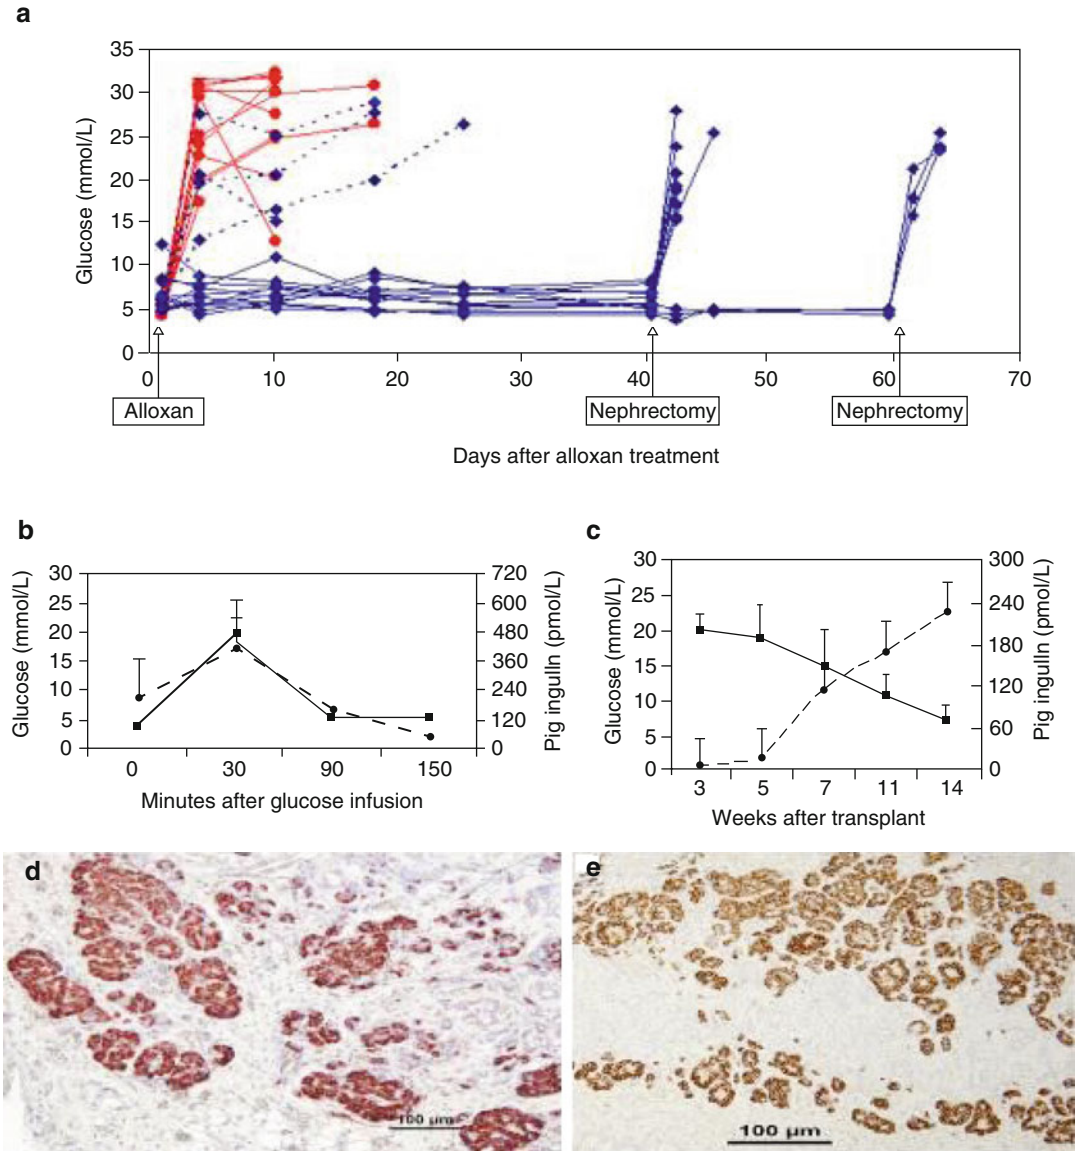 a
35
30
25
20
15
10
5
0
Glucose (mmol/L)
0 10 20 30 40 50 60 70
Alloxan Nephrectomy Nephrectomy
Days after alloxan treatment
b
30
25
20
15
10
5
0
Glucose (mmol/L)
720
600
480
360
240
120
0
Pig ingulln (pmol/L)
0 30 90 150
Minutes after glucose infusion
c
30
25
20
15
10
5
0
Glucose (mmol/L)
300
240
180
120
60
0
Pig ingulln (pmol/L)
3 5 7 11 14
Weeks after transplant
d
100 µm
e
100 µm